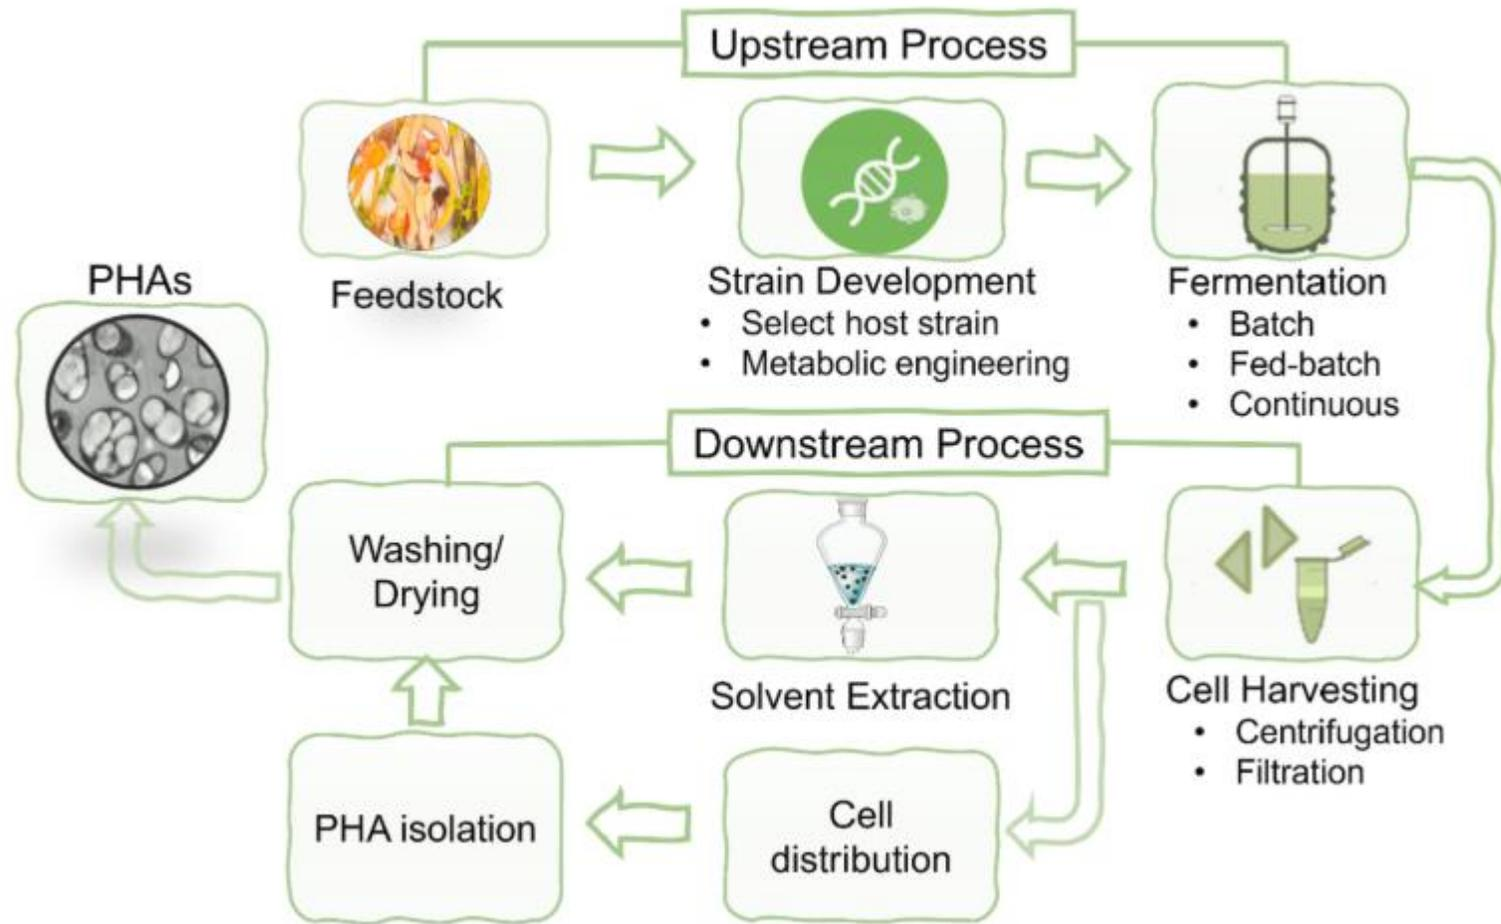 Upstream Process
Feedstock
Strain Development
• Select host strain
• Metabolic engineering
Fermentation
• Batch
• Fed-batch
• Continuous
PHAs
Downstream Process
Washing/
Drying
Solvent Extraction
Cell Harvesting
• Centrifugation
• Filtration
PHA isolation
Cell
distribution